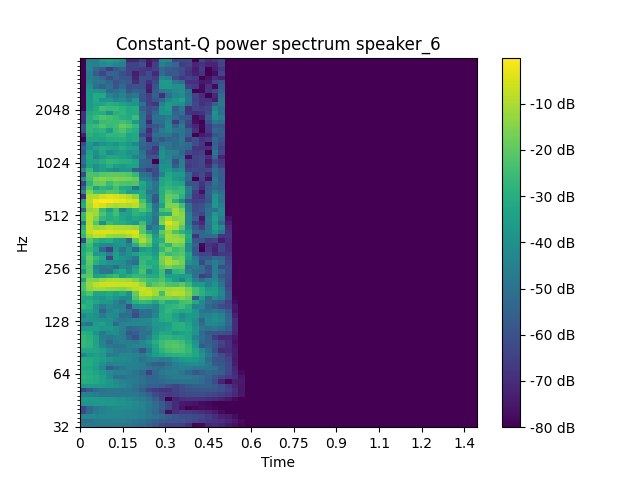 Constant-Q power spectrum speaker_6
Hz
2048
1024
512
256
128
64
32
0 0.15 0.3 0.45 0.6 0.75 0.9 1.1 1.2 1.4
Time
-10 dB
-20 dB
-30 dB
-40 dB
-50 dB
-60 dB
-70 dB
-80 dB